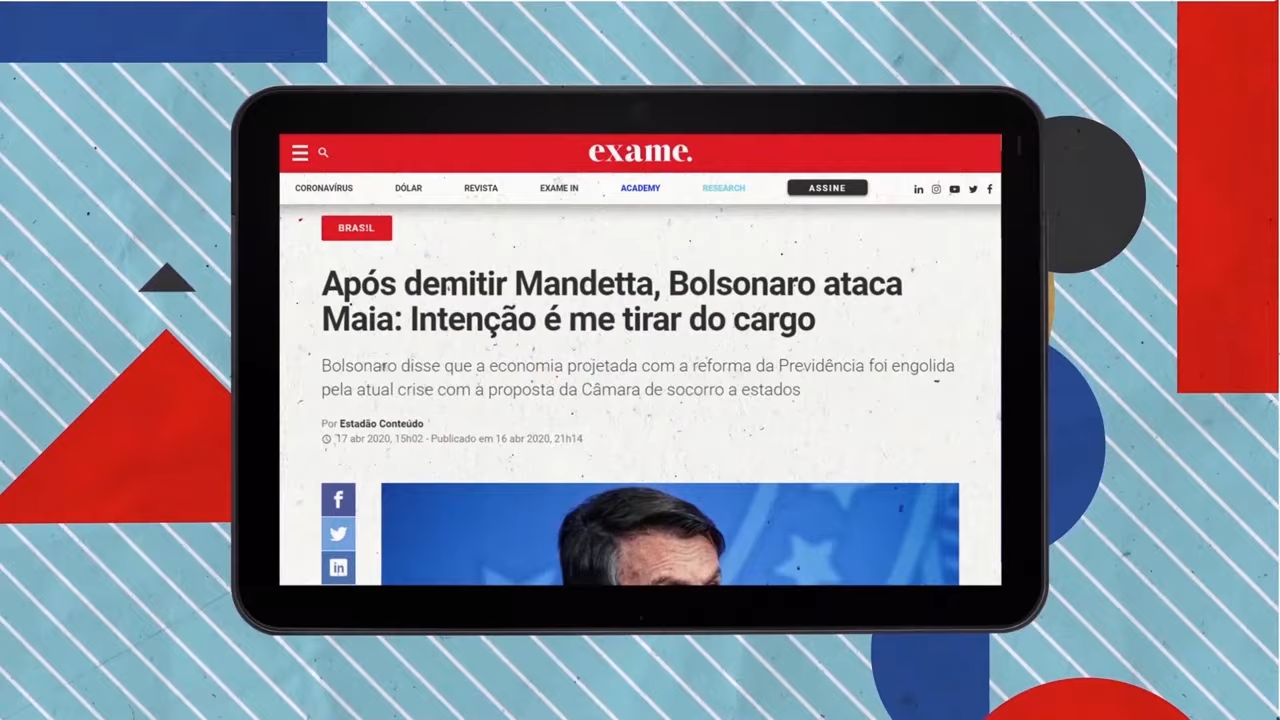 exame.
CORONAVÍRUS DÓLAR REVISTA EXAME IN ACADEMY RESEARCH ASSINE
BRASIL
Após demitir Mandetta, Bolsonaro ataca
Maia: Intenção é me tirar do cargo
Bolsonaro disse que a economia projetada com a reforma da Previdência foi engolida
pela atual crise com a proposta da Câmara de socorro a estados
Por Estadão Conteúdo
17 abr 2020, 15h02 - Publicado em 16 abr 2020, 21h14